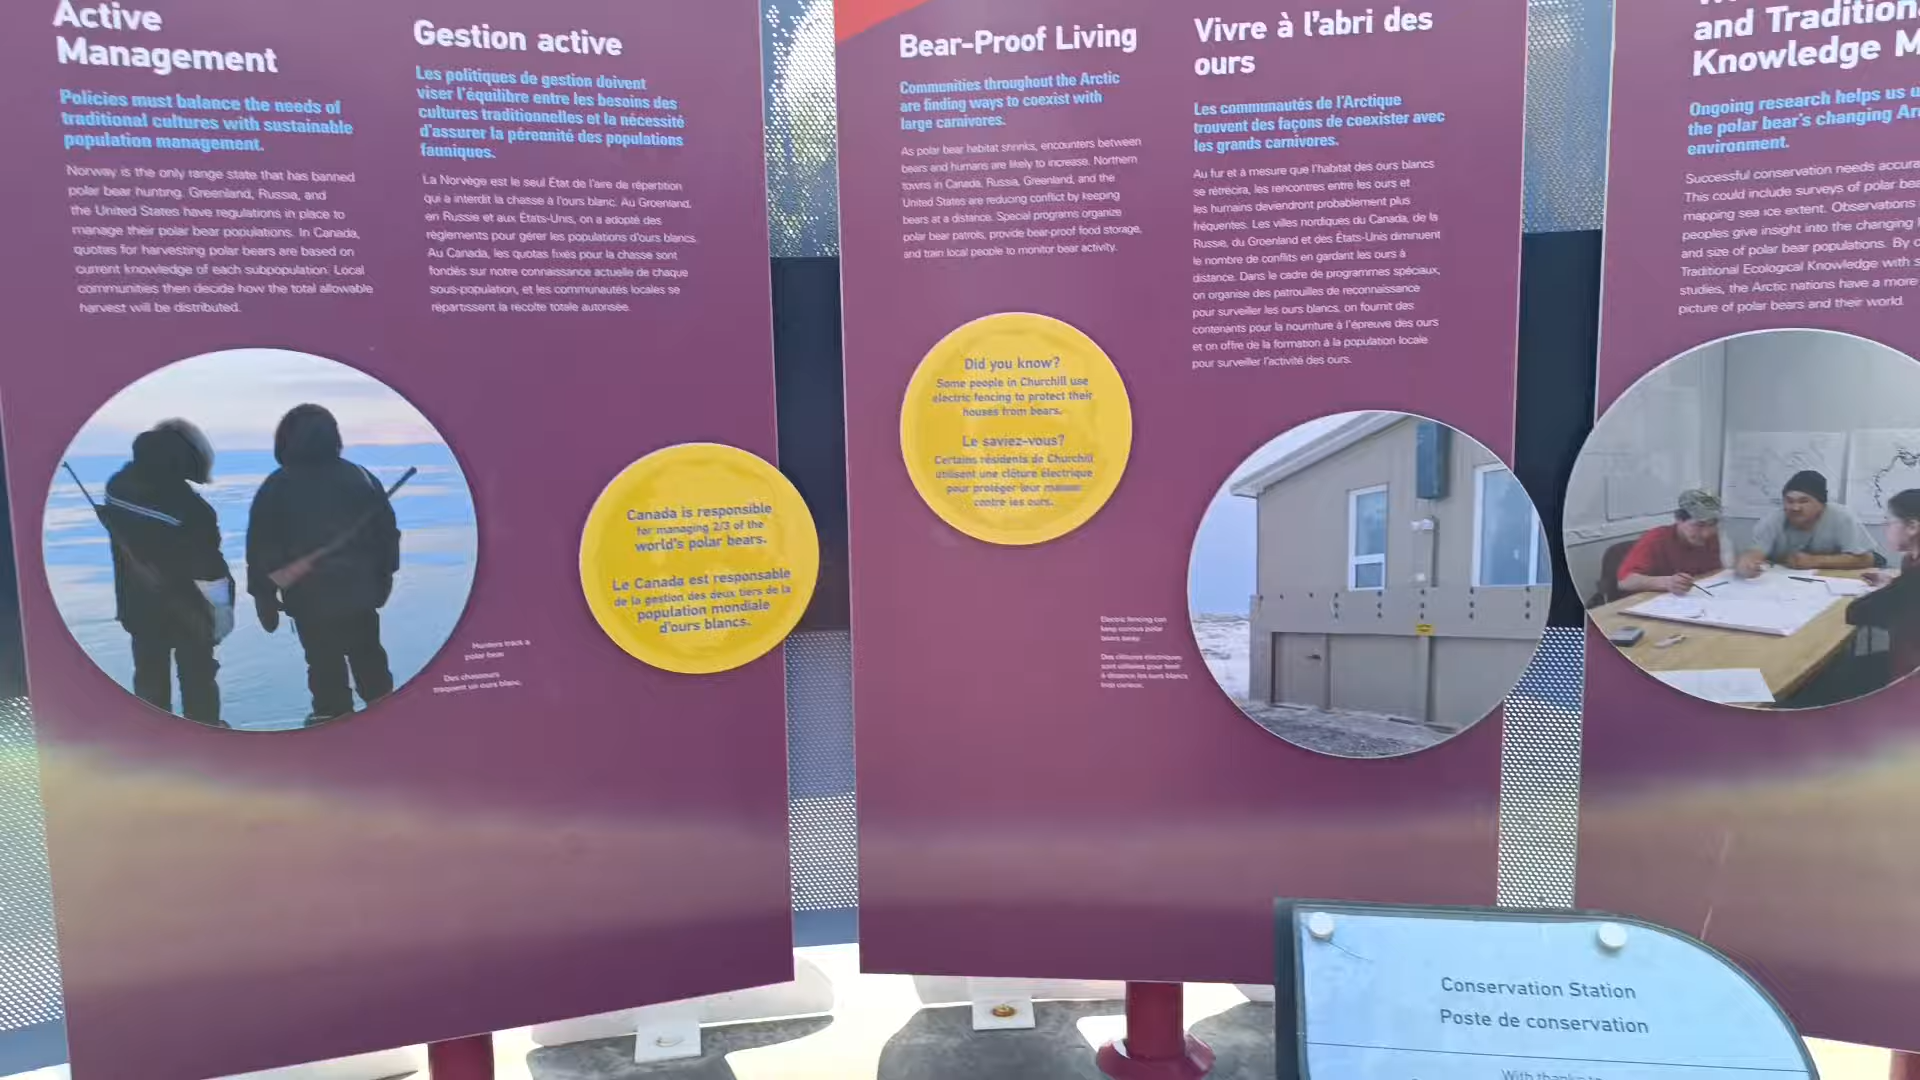 Active
Management
Policies must balance the needs of
traditional cultures with sustainable
population management.
Norway is the only range state that has banned
polar bear hunting. Greenland, Russia, and
the United States have regulations in place to
manage their polar bear populations. In Canada,
quotas for harvesting polar bears are based on
current knowledge of each subpopulation. Local
communities then decide how the total allowable
harvest will be distributed.
Gestion active
Les politiques de gestion doivent
viser l'équilibre entre les besoins des
cultures traditionnelles et la nécessité
d'assurer la pérennité des populations
fauniques.
La Norvège est le seul État de l'aire de répartition
qui a interdit la chasse à l'ours blanc. Au Groenland,
en Russie et aux États-Unis, on a adopté des
règlements pour gérer les populations d'ours blancs.
Au Canada, les quotas fixés pour la chasse sont
fondés sur notre connaissance actuelle de chaque
sous-population, et les communautés locales se
répartissent la récolte totale autorisée.
Hunters track a
polar bear
Des chasseurs
traquent un ours blanc.
Canada is responsible
for managing 2/3 of the
world's polar bears.
Le Canada est responsable
de la gestion des deux tiers de la
population mondiale
d'ours blancs.
Bear-Proof Living
Communities throughout the Arctic
are finding ways to coexist with
large carnivores.
As polar bear habitat shrinks, encounters between
bears and humans are likely to increase. Northern
towns in Canada, Russia, Greenland, and the
United States are reducing conflict by keeping
bears at a distance. Special programs organize
polar bear patrols, provide bear-proof food storage,
and train local people to monitor bear activity.
Did you know?
Some people in Churchill use
electric fencing to protect their
houses from bears.
Le saviez-vous?
Certains résidents de Churchill
utilisent une clôture électrique
pour protéger leur maison
contre les ours.
Vivre à l'abri des
ours
Les communautés de l'Arctique
trouvent des façons de coexister avec
les grands carnivores.
Au fur et à mesure que l'habitat des ours blancs
se rétrécira, les rencontres entre les ours et
les humains deviendront probablement plus
fréquentes. Les villes nordiques du Canada, de la
Russie, du Groenland et des États-Unis diminuent
le nombre de conflits en gardant les ours à
distance. Dans le cadre de programmes spéciaux,
on organise des patrouilles de reconnaissance
pour surveiller les ours blancs, on fournit des
contenants pour la nourriture à l'épreuve des ours
et on offre de la formation à la population locale
pour surveiller l'activité des ours.
Electric fencing can
keep curious polar
bears away.
Des clôtures électriques
sont utilisées pour tenir
à distance les ours blancs
trop curieux.
and Tradition
Knowledge M
Ongoing research helps us u
the polar bear's changing Ar
environment.
Successful conservation needs accura
This could include surveys of polar bea
mapping sea ice extent. Observations
peoples give insight into the changing
and size of polar bear populations. By c
Traditional Ecological Knowledge with s
studies, the Arctic nations have a more
picture of polar bears and their world.
Conservation Station
Poste de conservation
With thanks to